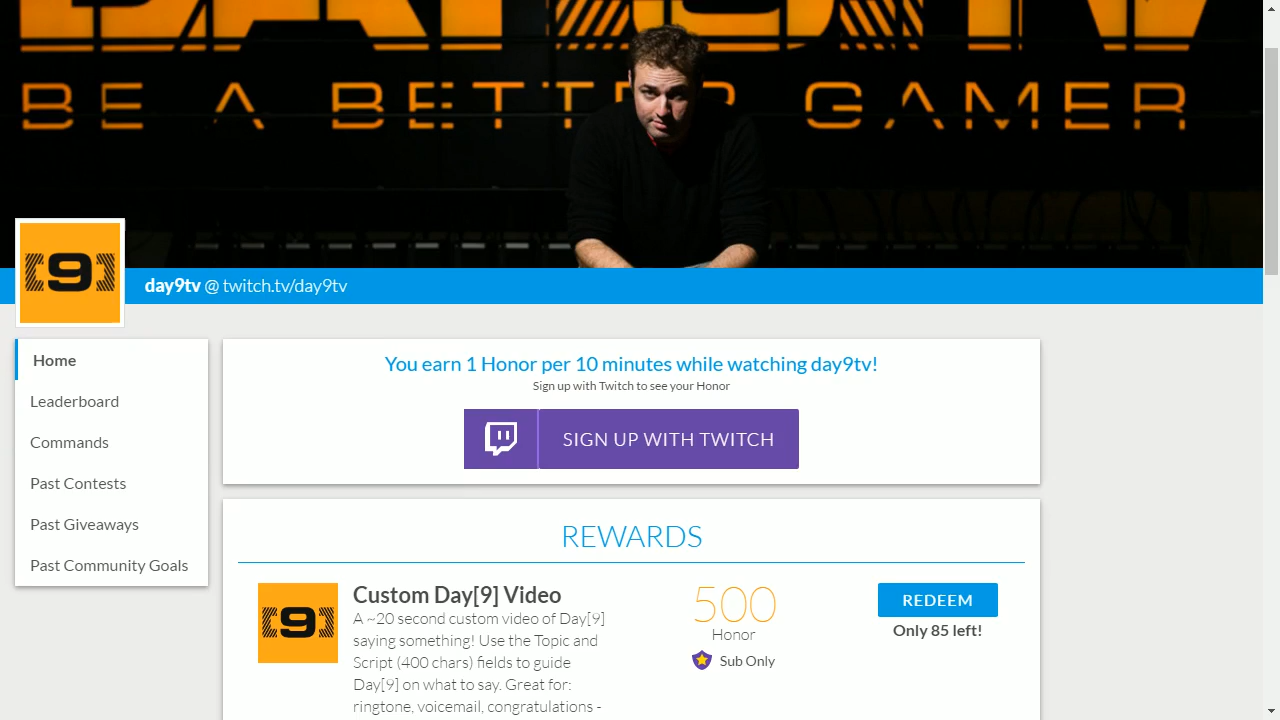 BE A BETTER GAMER
[9]
day9tv @ twitch.tv/day9tv
Home
Leaderboard
Commands
Past Contests
Past Giveaways
Past Community Goals
You earn 1 Honor per 10 minutes while watching day9tv!
Sign up with Twitch to see your Honor
SIGN UP WITH TWITCH
REWARDS
[9]
Custom Day[9] Video
A ~20 second custom video of Day[9]
saying something! Use the Topic and
Script (400 chars) fields to guide
Day[9] on what to say. Great for:
ringtone, voicemail, congratulations -
500
Honor
Sub Only
REDEEM
Only 85 left!